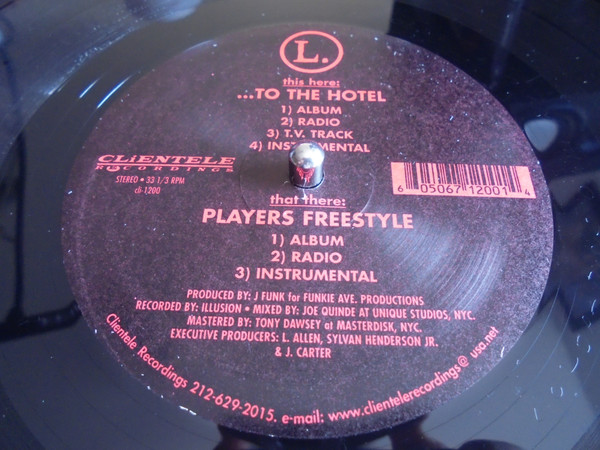 L.
this here:
...TO THE HOTEL
1) ALBUM
2) RADIO
3) T.V. TRACK
4) INSTRUMENTAL
CLIENTELE
RECORDINGS
STEREO • 33 1/3 RPM
cli-1200
6 05067 12001 4
that there:
PLAYERS FREESTYLE
1) ALBUM
2) RADIO
3) INSTRUMENTAL
PRODUCED BY: J FUNK for FUNKIE AVE. PRODUCTIONS
RECORDED BY: ILLUSION • MIXED BY: JOE QUINDE AT UNIQUE STUDIOS, NYC.
MASTERED BY: TONY DAWSEY at MASTERDISK, NYC.
EXECUTIVE PRODUCERS: L. ALLEN, SYLVAN HENDERSON JR.
& J. CARTER
Clientele Recordings 212-629-2015. e-mail: www.clientelerecordings@usa.net